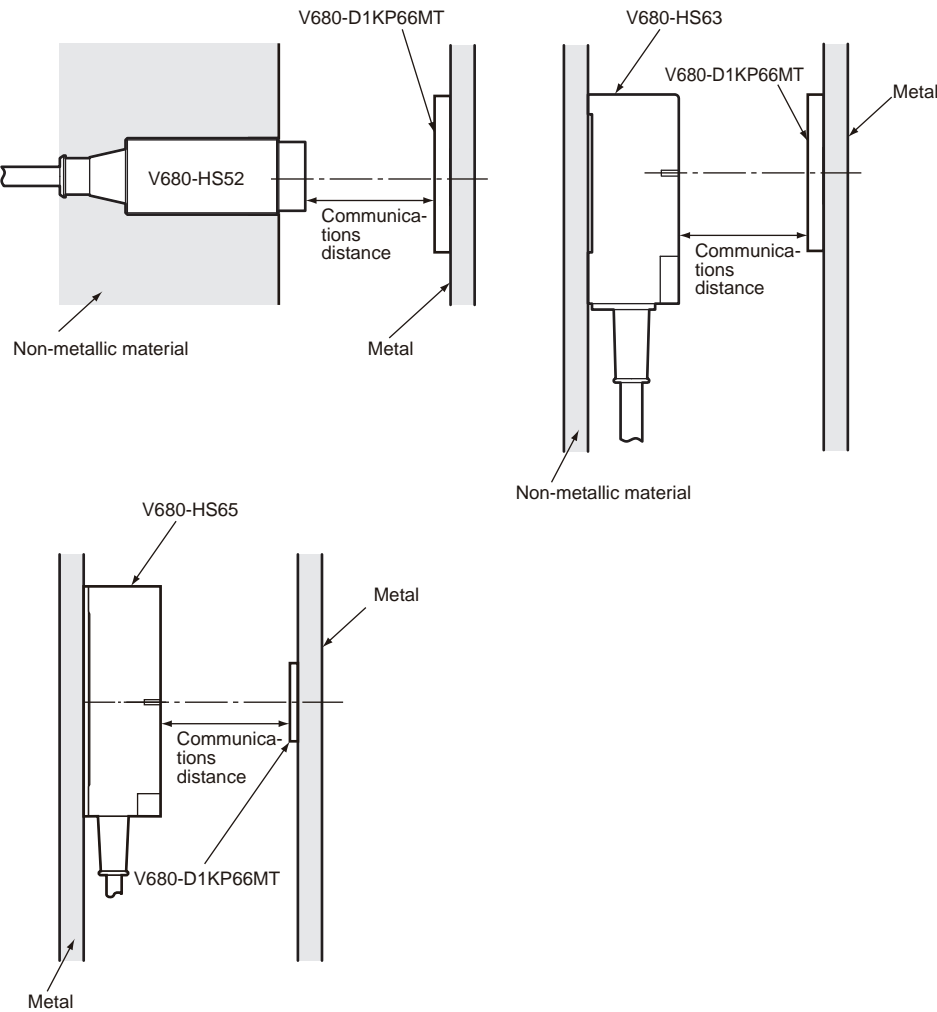 V680-D1KP66MT
V680-HS52
Communica-
tions
distance
Non-metallic material
Metal
V680-HS63
V680-D1KP66MT
Metal
Communica-
tions
distance
Non-metallic material
V680-HS65
Metal
Communica-
tions
distance
V680-D1KP66MT
Metal